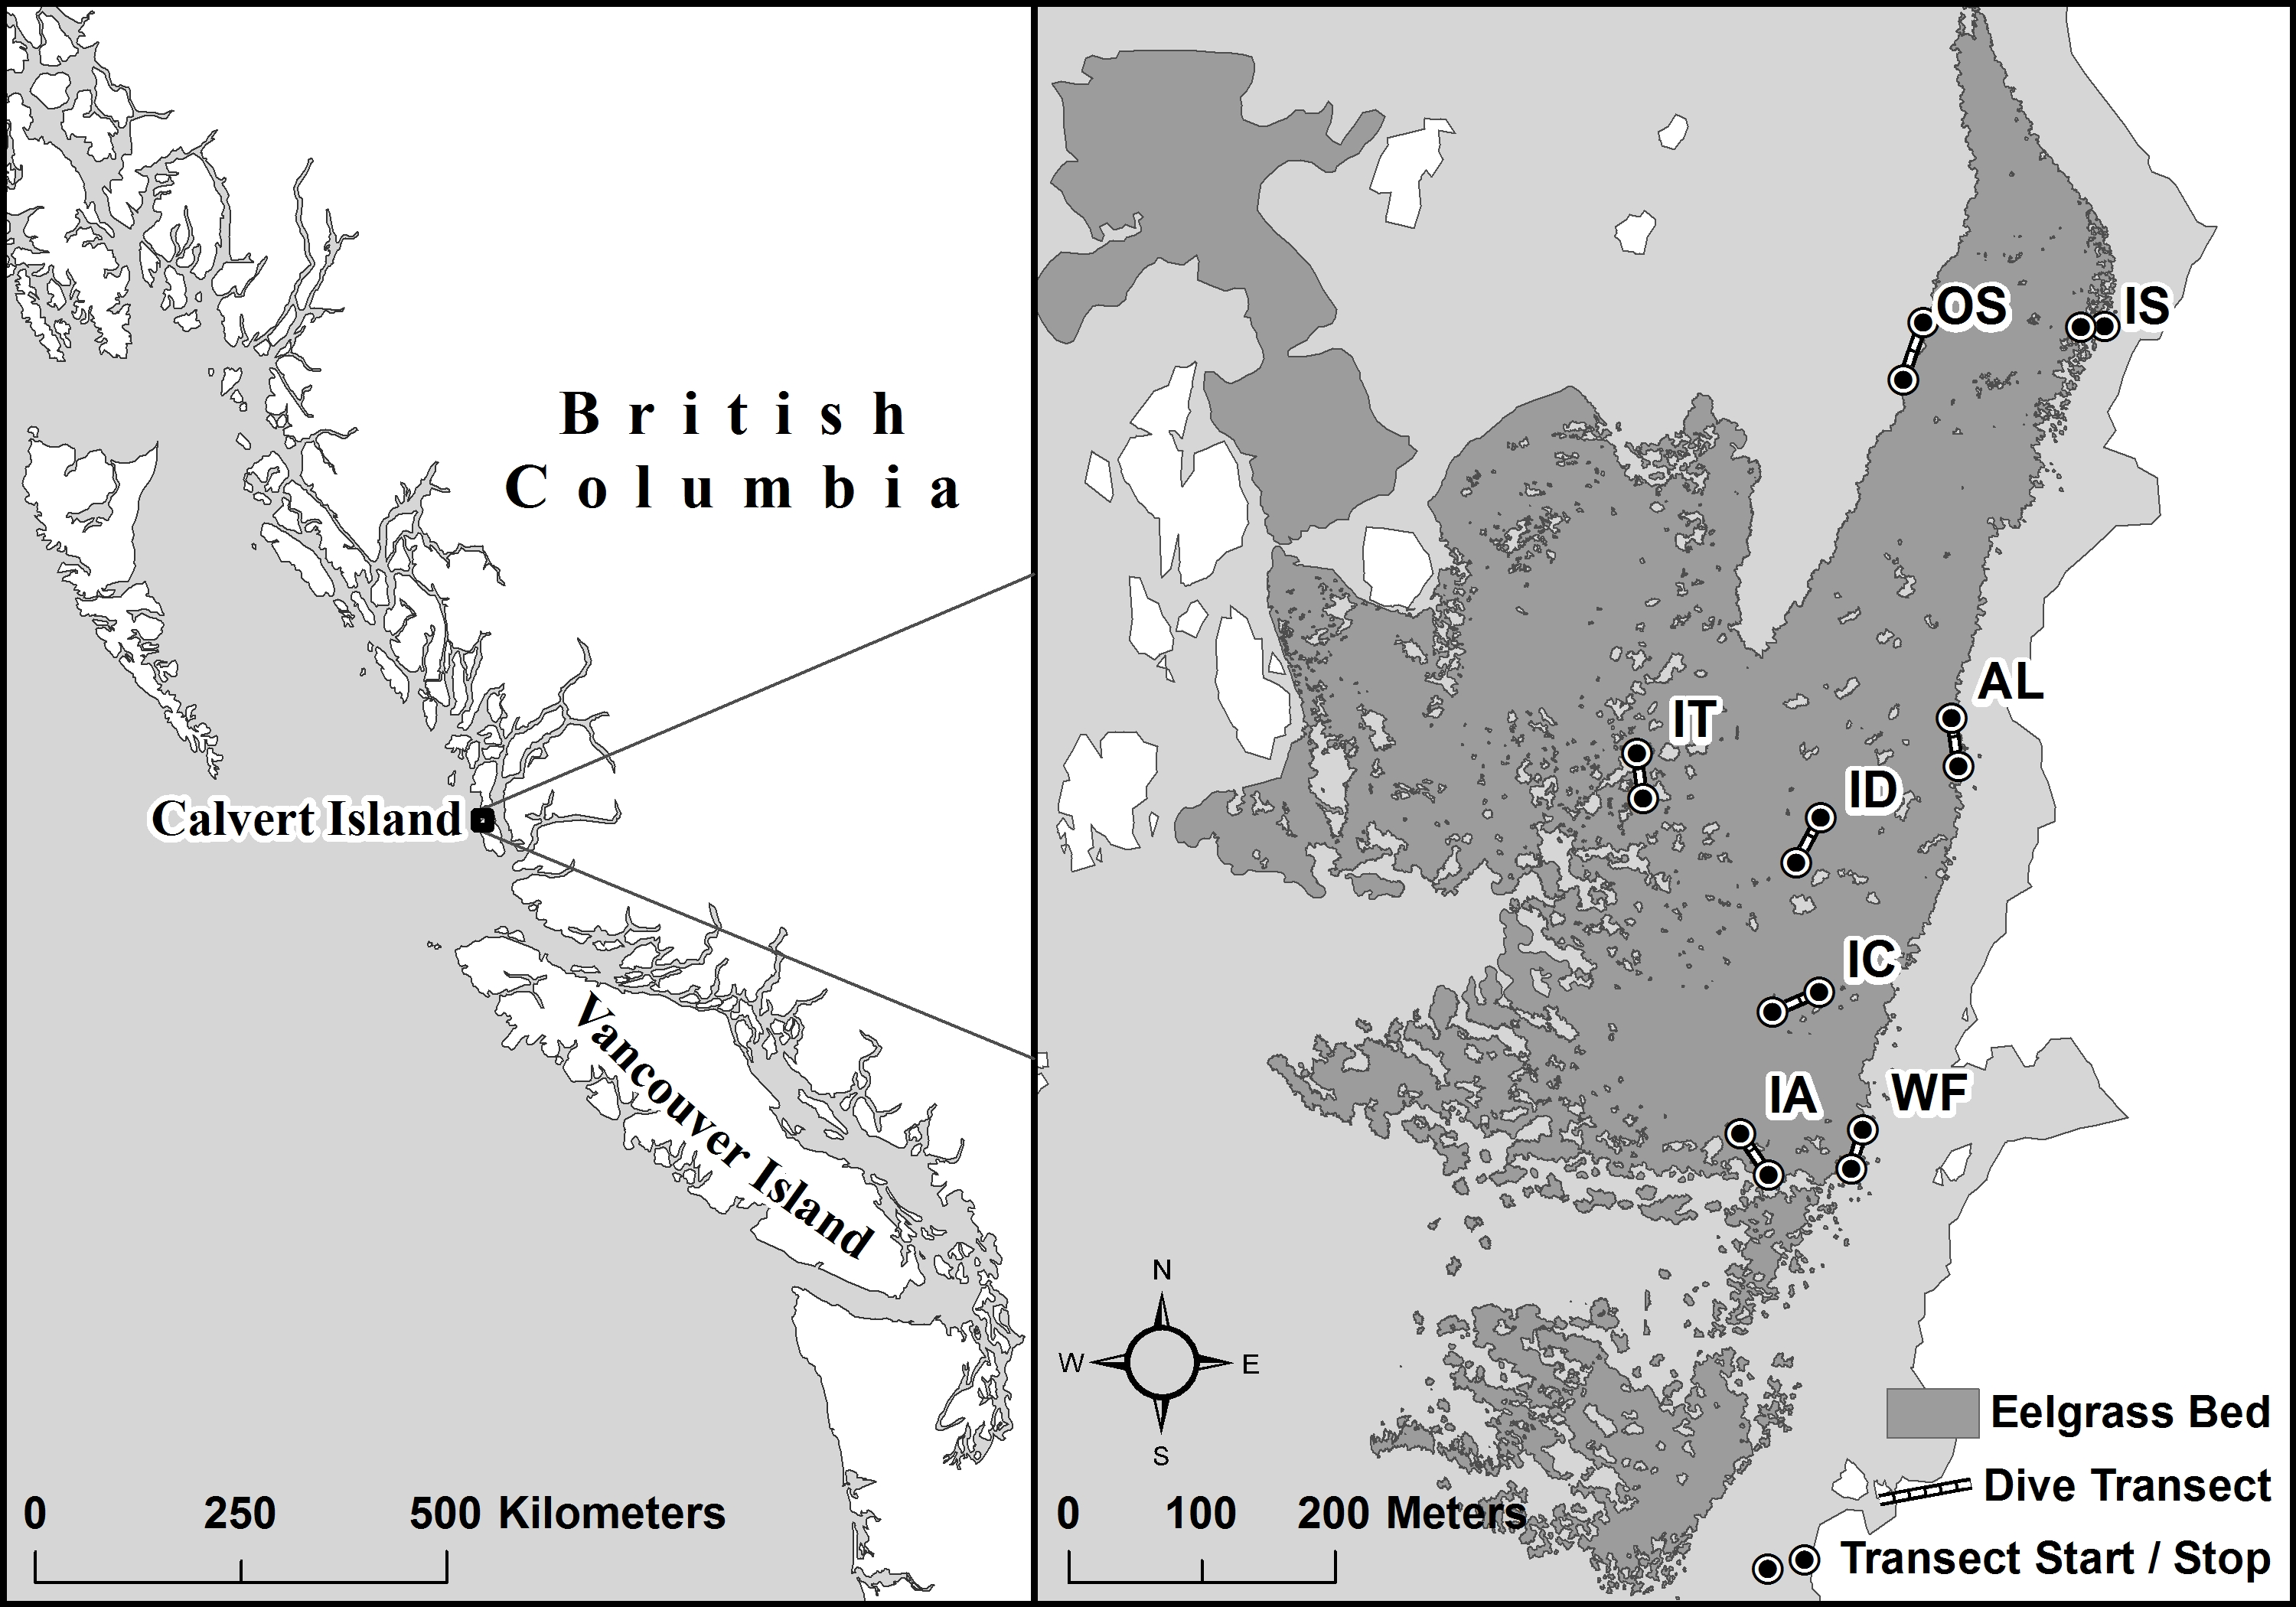 British
Columbia
Calvert Island
Vancouver Island
0 250 500 Kilometers
OS
IS
AL
IT
ID
IC
IA
WF
N
W E
S
Eelgrass Bed
Dive Transect
Transect Start / Stop
0 100 200 Meters